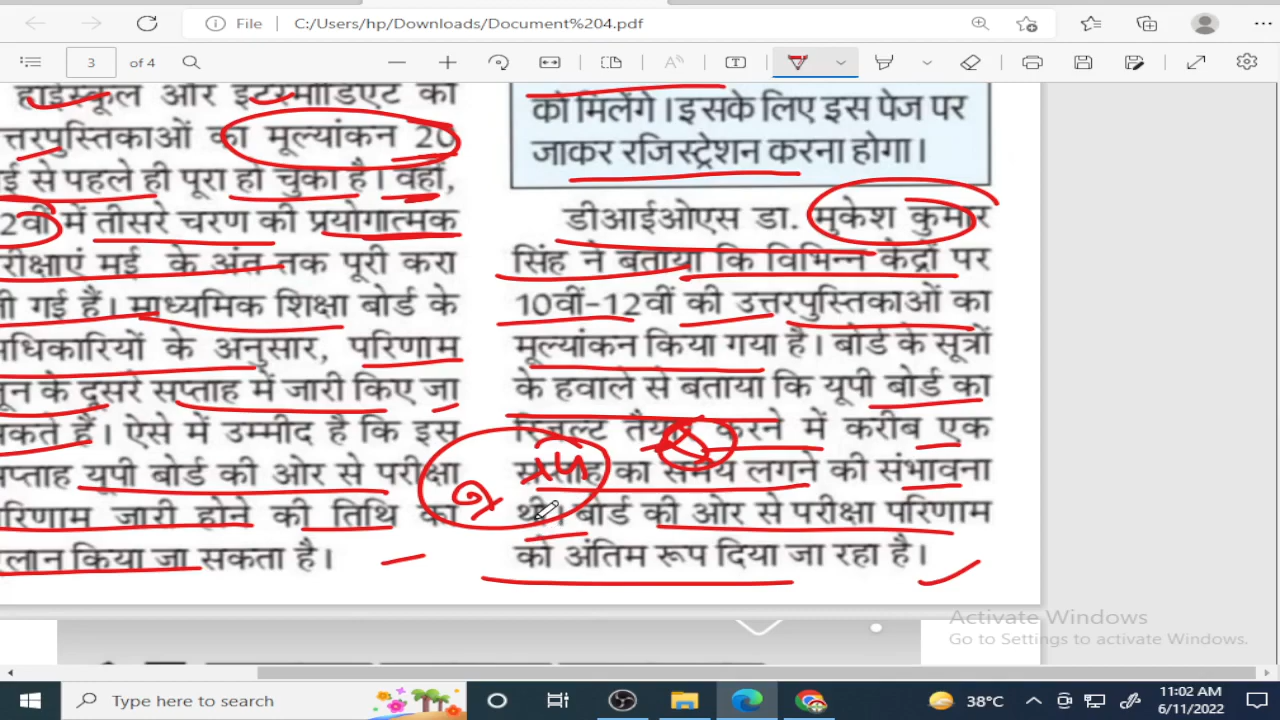 File
C:/Users/hp/Downloads/Document%204.pdf
3 of 4
हाईस्कूल और इंटरमीडिएट की
त्तरपुस्तिकाओं का मूल्यांकन 20
ई से पहले ही पूरा हो चुका है। वहीं,
2वीं में तीसरे चरण की प्रयोगात्मक
रीक्षाएं मई के अंत तक पूरी करा
ी गई हैं। माध्यमिक शिक्षा बोर्ड के
धिकारियों के अनुसार, परिणाम
जून के दूसरे सप्ताह में जारी किए जा
सकते हैं। ऐसे में उम्मीद है कि इस
सप्ताह यूपी बोर्ड की ओर से परीक्षा
रिणाम जारी होने की तिथि का
लान किया जा सकता है।
को मिलेंगे। इसके लिए इस पेज पर
जाकर रजिस्ट्रेशन करना होगा।
डीआईओएस डा. मुकेश कुमार
सिंह ने बताया कि विभिन्न केंद्रों पर
10वीं-12वीं की उत्तरपुस्तिकाओं का
मूल्यांकन किया गया है। बोर्ड के सूत्रों
के हवाले से बताया कि यूपी बोर्ड का
रिजल्ट तैयार करने में करीब एक
सप्ताह का समय लगने की संभावना
थी। बोर्ड की ओर से परीक्षा परिणाम
को अंतिम रूप दिया जा रहा है।
Activate Windows
Go to Settings to activate Windows.
Type here to search
38°C
11:02 AM
6/11/2022